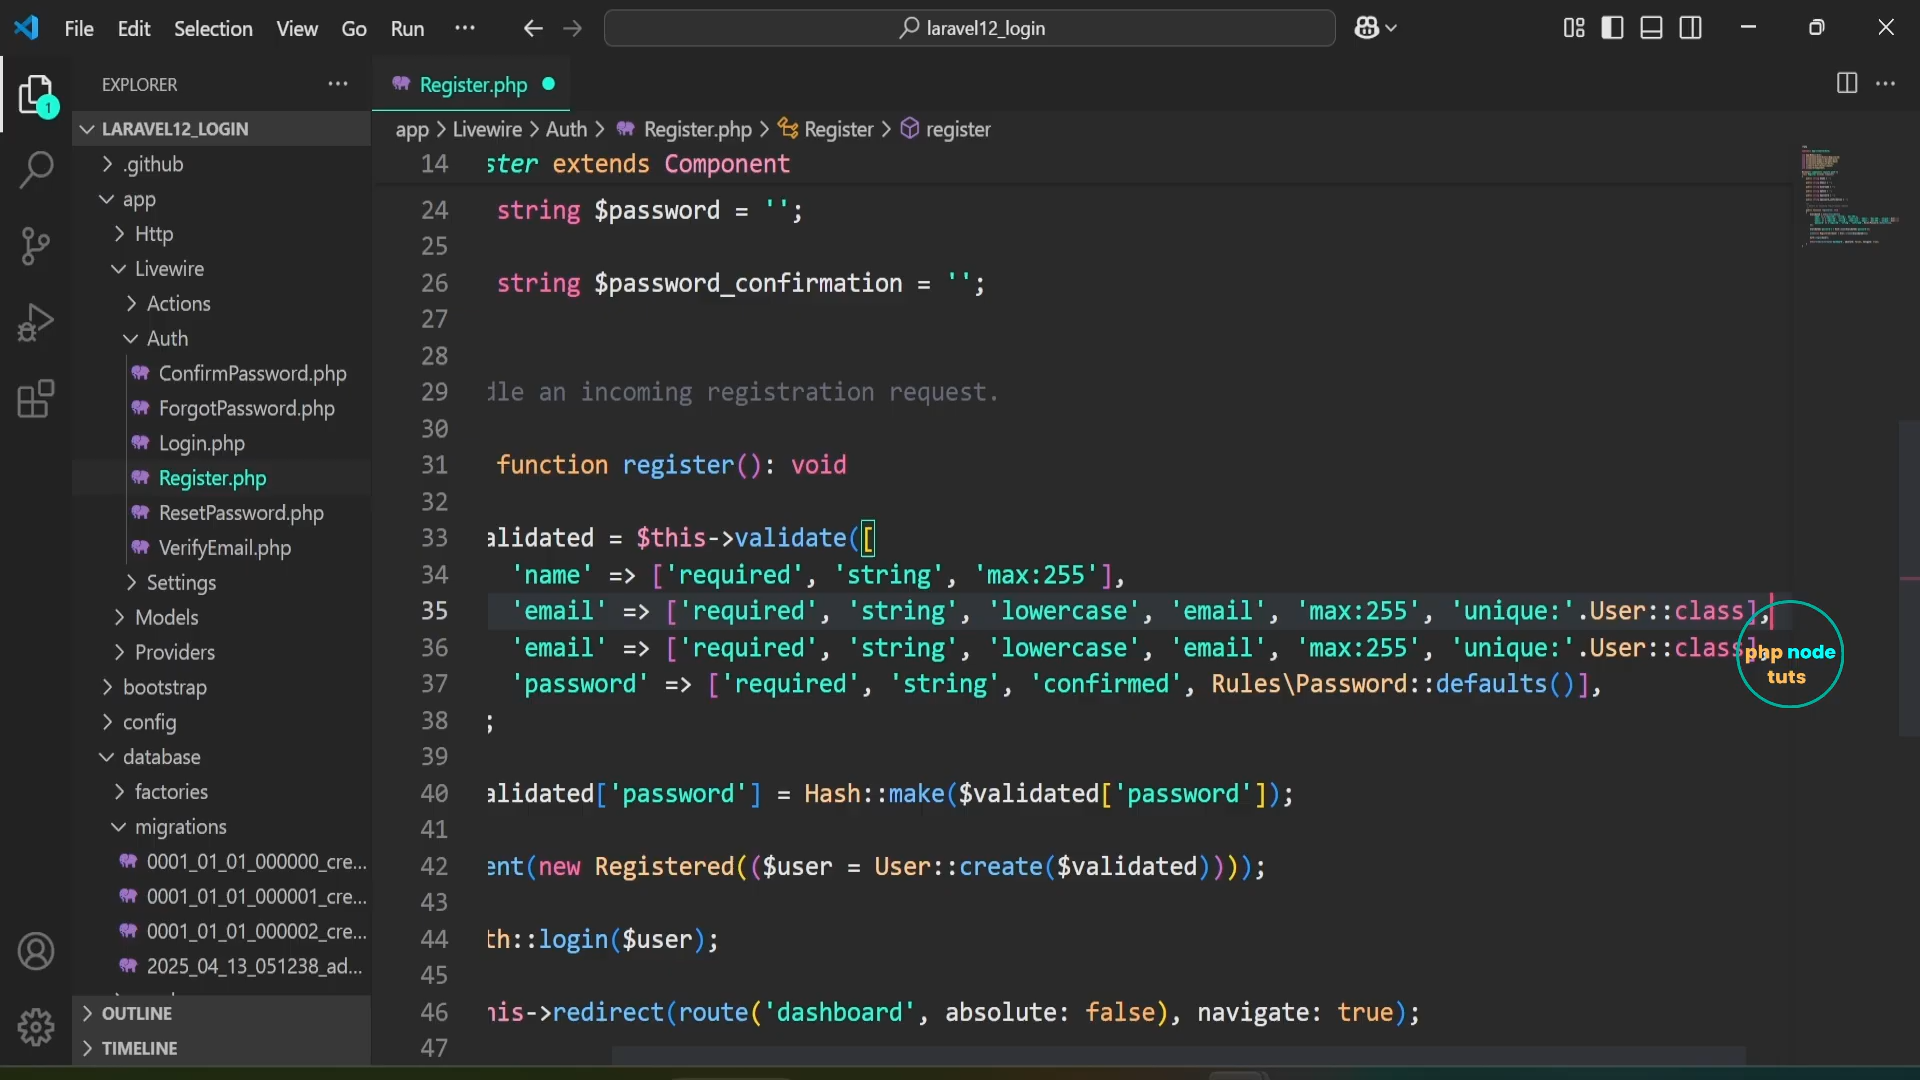 File Edit Selection View Go Run ··· laravel12_login
EXPLORER ···
Register.php
LARAVEL12_LOGIN
app > Livewire > Auth > Register.php > Register > register
.github
app
Http
Livewire
Actions
Auth
ConfirmPassword.php
ForgotPassword.php
Login.php
Register.php
ResetPassword.php
VerifyEmail.php
Settings
Models
Providers
bootstrap
config
database
factories
migrations
0001_01_01_000000_cre...
0001_01_01_000001_cre...
0001_01_01_000002_cre...
2025_04_13_051238_ad...
OUTLINE
TIMELINE
1
14 ster extends Component
24 string $password = '';
25
26 string $password_confirmation = '';
27
28
29 dle an incoming registration request.
30
31 function register(): void
32
33 alidated = $this->validate([
34 'name' => ['required', 'string', 'max:255'],
35 'email' => ['required', 'string', 'lowercase', 'email', 'max:255', 'unique:'.User::class],
36 'email' => ['required', 'string', 'lowercase', 'email', 'max:255', 'unique:'.User::class],
37 'password' => ['required', 'string', 'confirmed', Rules\Password::defaults()],
38 ;
39
40 alidated['password'] = Hash::make($validated['password']);
41
42 ent(new Registered(($user = User::create($validated))));
43
44 th::login($user);
45
46 his->redirect(route('dashboard', absolute: false), navigate: true);
47
php node
tuts